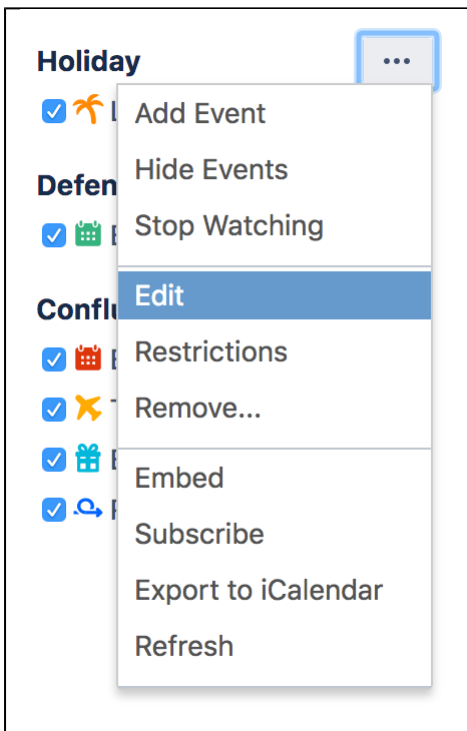 Holiday
Add Event
Hide Events
Defen
Stop Watching
Edit
Conflu
Restrictions
Remove...
Embed
Subscribe
Export to iCalendar
Refresh